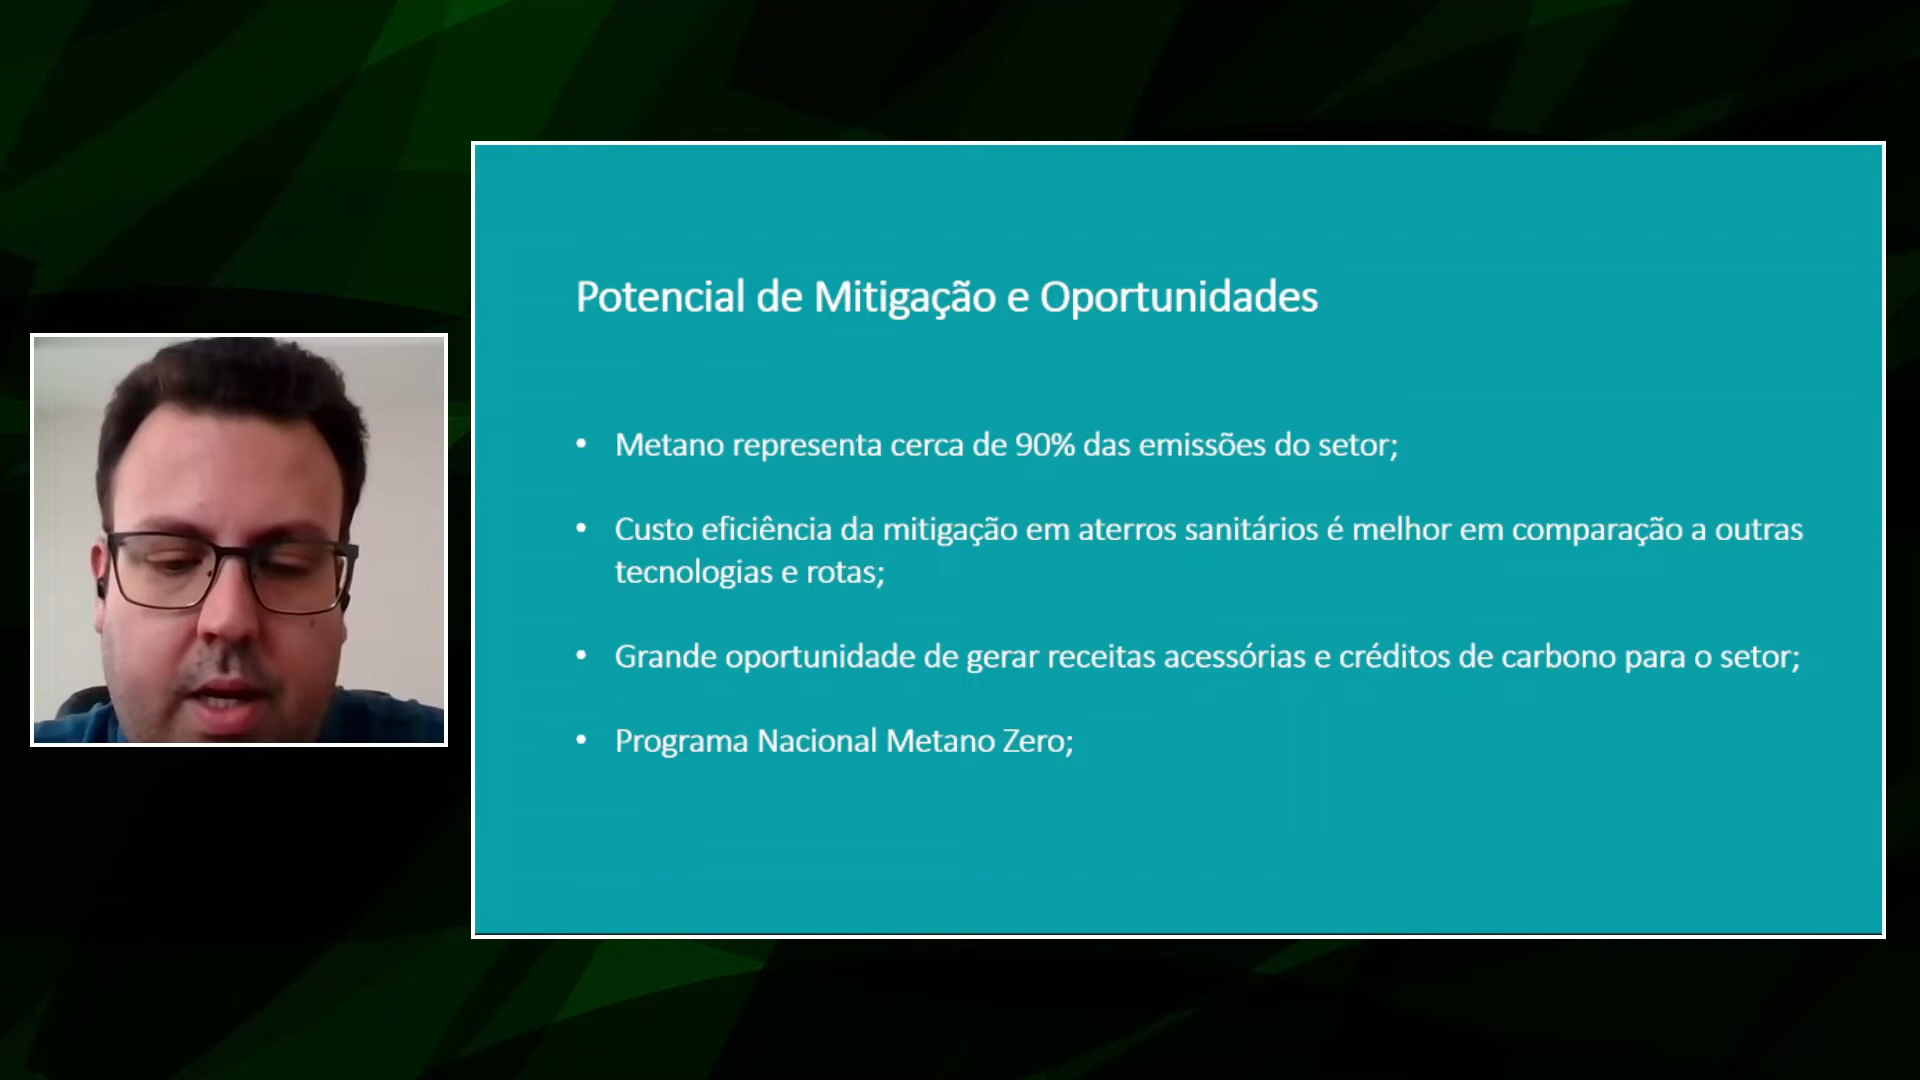 Potencial de Mitigação e Oportunidades
• Metano representa cerca de 90% das emissões do setor;
• Custo eficiência da mitigação em aterros sanitários é melhor em comparação a outras
tecnologias e rotas;
• Grande oportunidade de gerar receitas acessórias e créditos de carbono para o setor;
• Programa Nacional Metano Zero;